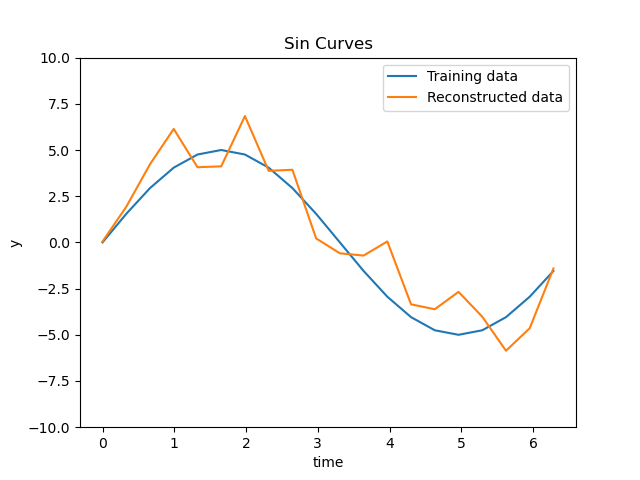 Sin Curves
Training data
Reconstructed data
10.0
7.5
5.0
2.5
0.0
−2.5
−5.0
−7.5
−10.0
y
0 1 2 3 4 5 6
time